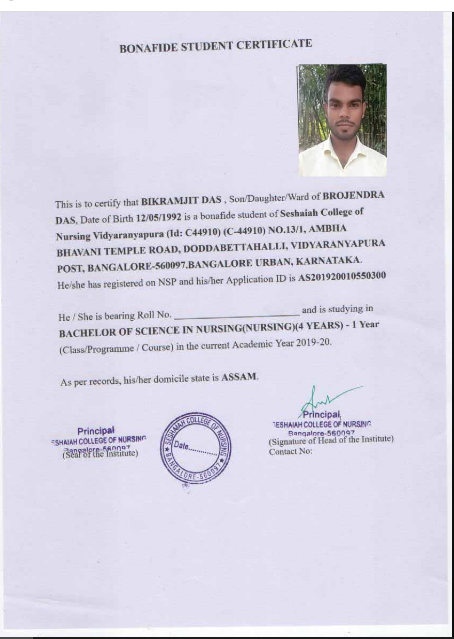 BONAFIDE STUDENT CERTIFICATE
This is to certify that BIKRAMJIT DAS , Son/Daughter/Ward of BROJENDRA
DAS, Date of Birth 12/05/1992 is a bonafide student of Seshaiah College of
Nursing Vidyaranyapura (Id: C44910) (C-44910) NO.13/1, AMBHA
BHAVANI TEMPLE ROAD, DODDABETTAHALLI, VIDYARANYAPURA
POST, BANGALORE-560097.BANGALORE URBAN, KARNATAKA.
He/she has registered on NSP and his/her Application ID is AS201920010550300
He / She is bearing Roll No. ____________________ and is studying in
BACHELOR OF SCIENCE IN NURSING(NURSING)(4 YEARS) - 1 Year
(Class/Programme / Course) in the current Academic Year 2019-20.
As per records, his/her domicile state is ASSAM.
Principal
ESHAIAH COLLEGE OF NURSING
Bangalore-560097
(Seal of the Institute)
SESHAIAH COLLEGE OF NURSING
Date............
BANGALORE-560097
Principal,
SESHAIAH COLLEGE OF NURSING
Bangalore-560097
(Signature of Head of the Institute)
Contact No: